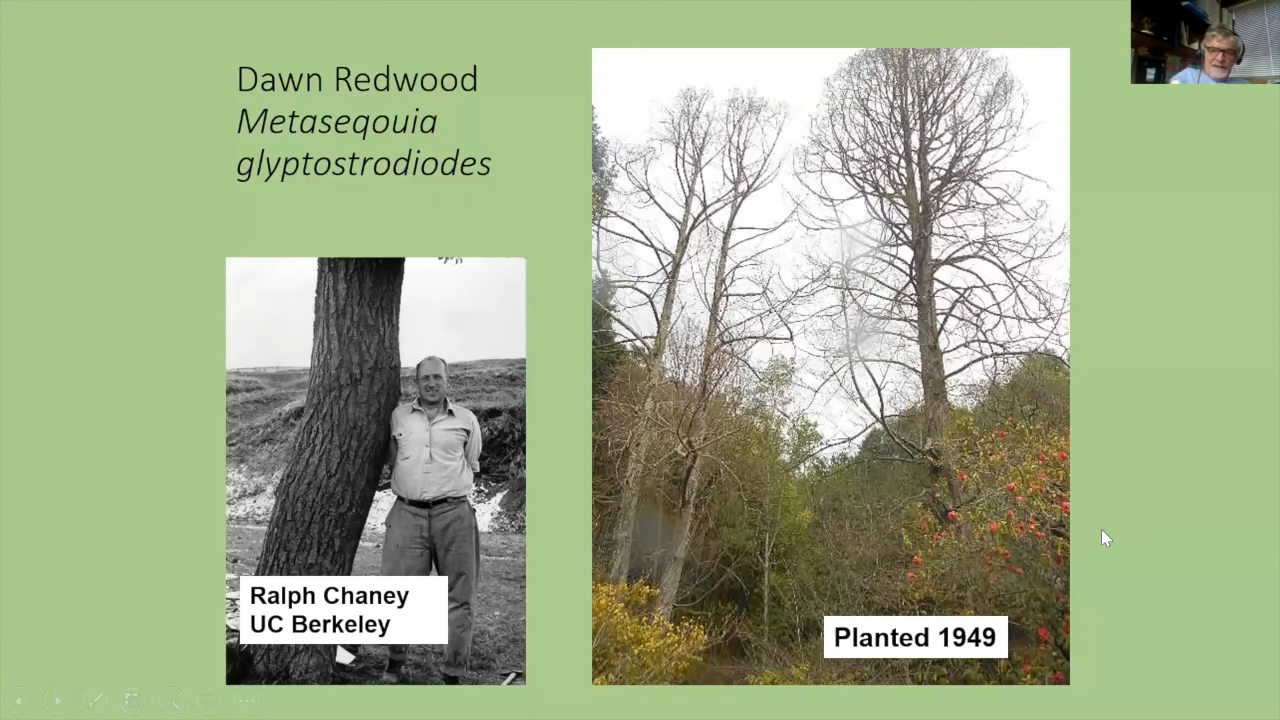 Dawn Redwood
Metaseqouia
glyptostrodiodes
Ralph Chaney
UC Berkeley
Planted 1949